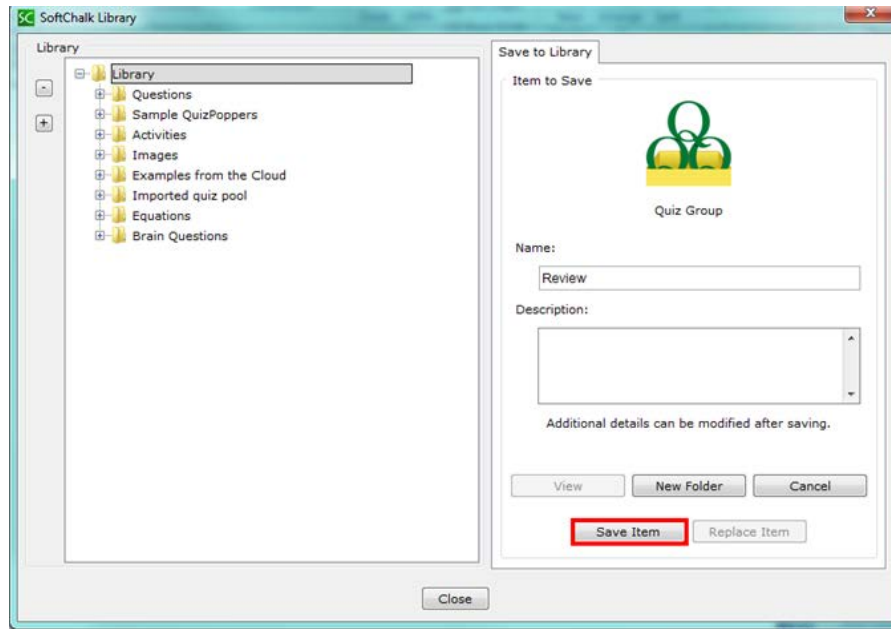 SC SoftChalk Library
Library
Library
Questions
Sample QuizPoppers
Activities
Images
Examples from the Cloud
Imported quiz pool
Equations
Brain Questions
Save to Library
Item to Save
Quiz Group
Name:
Review
Description:
Additional details can be modified after saving.
View New Folder Cancel
Save Item Replace Item
Close